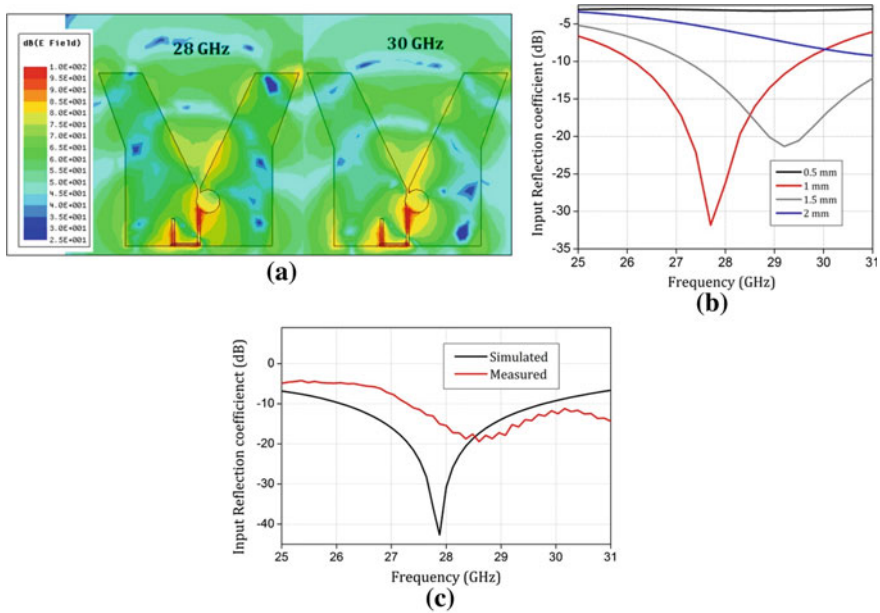 dB(E Field)
1.0E+002
9.5E+001
9.0E+001
8.5E+001
8.0E+001
7.5E+001
7.0E+001
6.5E+001
6.0E+001
5.5E+001
5.0E+001
4.5E+001
4.0E+001
3.5E+001
3.0E+001
2.5E+001
28 GHz
30 GHz
(a)
Input Reflection coefficient (dB)
-5
-10
-15
-20
-25
-30
-35
0.5 mm
1 mm
1.5 mm
2 mm
25 26 27 28 29 30 31
Frequency (GHz)
(b)
Input Reflection coefficienct (dB)
0
-10
-20
-30
-40
Simulated
Measured
25 26 27 28 29 30 31
Frequency (GHz)
(c)